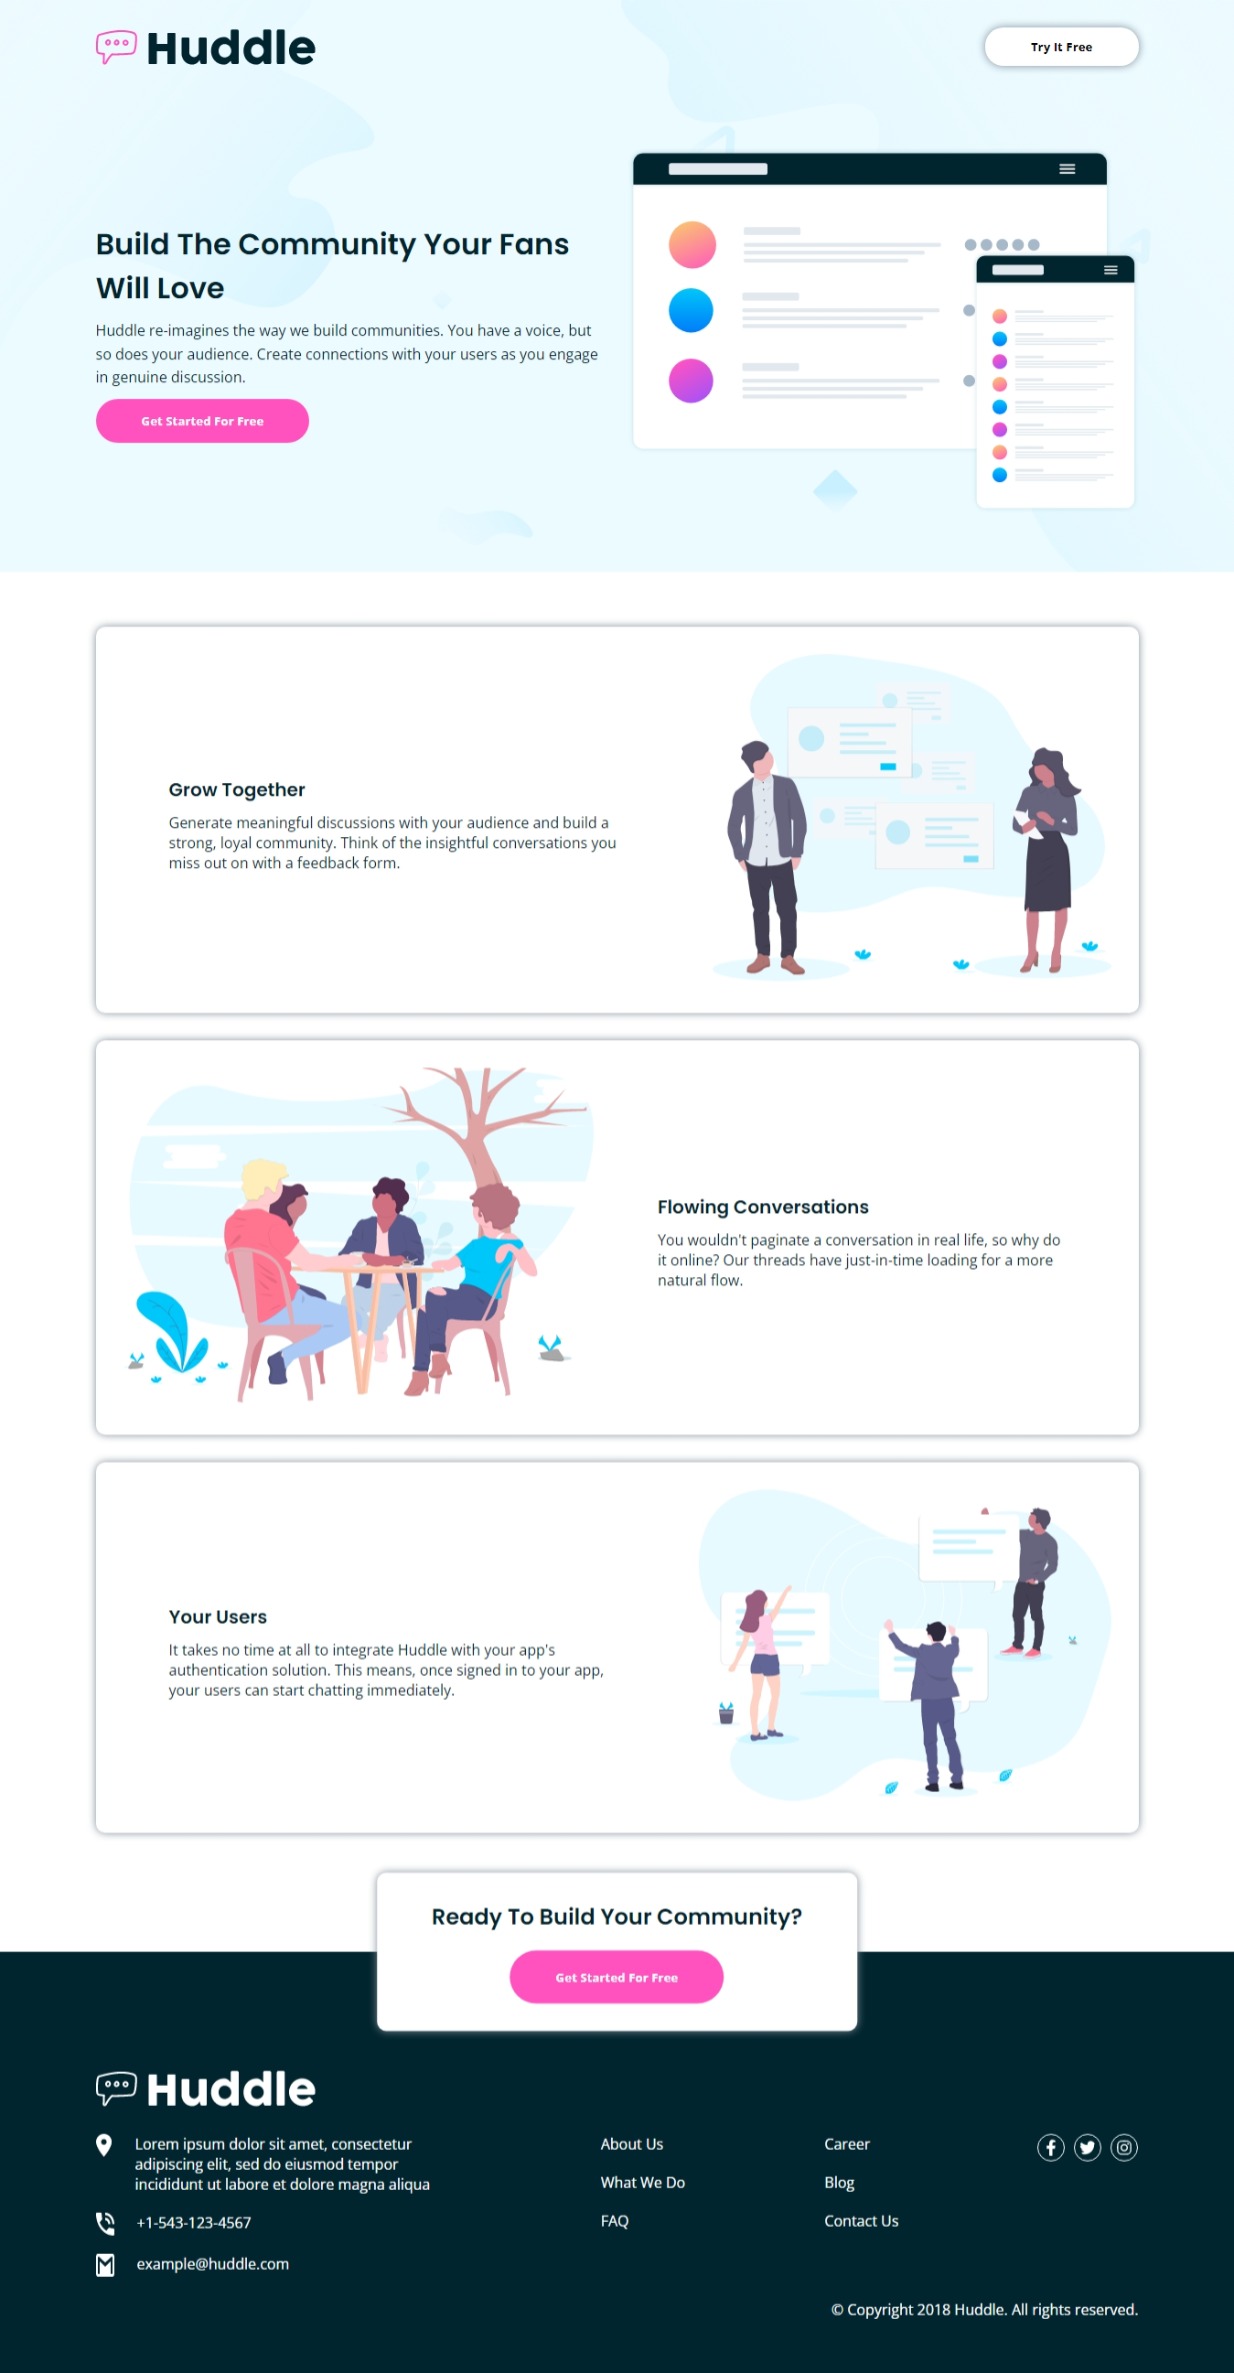 Huddle
Try It Free
Build The Community Your Fans
Will Love
Huddle re-imagines the way we build communities. You have a voice, but
so does your audience. Create connections with your users as you engage
in genuine discussion.
Get Started For Free
Grow Together
Generate meaningful discussions with your audience and build a
strong, loyal community. Think of the insightful conversations you
miss out on with a feedback form.
Flowing Conversations
You wouldn't paginate a conversation in real life, so why do
it online? Our threads have just-in-time loading for a more
natural flow.
Your Users
It takes no time at all to integrate Huddle with your app's
authentication solution. This means, once signed in to your app,
your users can start chatting immediately.
Ready To Build Your Community?
Get Started For Free
Huddle
Lorem ipsum dolor sit amet, consectetur
adipiscing elit, sed do eiusmod tempor
incididunt ut labore et dolore magna aliqua
+1-543-123-4567
example@huddle.com
About Us
What We Do
FAQ
Career
Blog
Contact Us
© Copyright 2018 Huddle. All rights reserved.